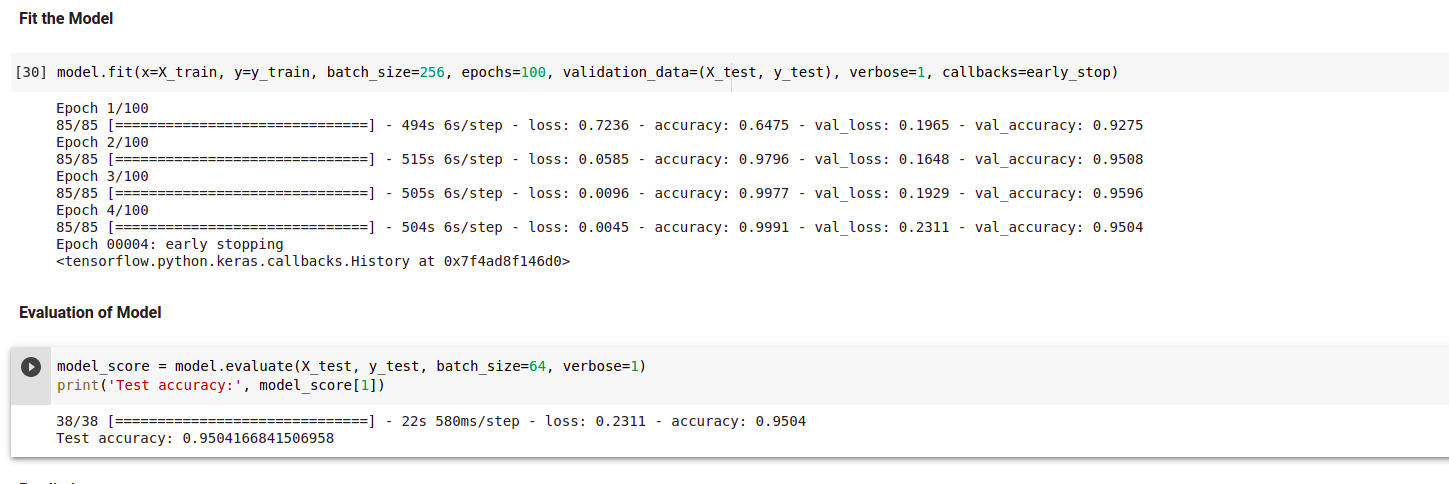 Fit the Model
[30] model.fit(x=X_train, y=y_train, batch_size=256, epochs=100, validation_data=(X_test, y_test), verbose=1, callbacks=early_stop)
Epoch 1/100
85/85 [==============================] - 494s 6s/step - loss: 0.7236 - accuracy: 0.6475 - val_loss: 0.1965 - val_accuracy: 0.9275
Epoch 2/100
85/85 [==============================] - 515s 6s/step - loss: 0.0585 - accuracy: 0.9796 - val_loss: 0.1648 - val_accuracy: 0.9508
Epoch 3/100
85/85 [==============================] - 505s 6s/step - loss: 0.0096 - accuracy: 0.9977 - val_loss: 0.1929 - val_accuracy: 0.9596
Epoch 4/100
85/85 [==============================] - 504s 6s/step - loss: 0.0045 - accuracy: 0.9991 - val_loss: 0.2311 - val_accuracy: 0.9504
Epoch 00004: early stopping
<tensorflow.python.keras.callbacks.History at 0x7f4ad8f146d0>
Evaluation of Model
model_score = model.evaluate(X_test, y_test, batch_size=64, verbose=1)
print('Test accuracy:', model_score[1])
38/38 [==============================] - 22s 580ms/step - loss: 0.2311 - accuracy: 0.9504
Test accuracy: 0.9504166841506958